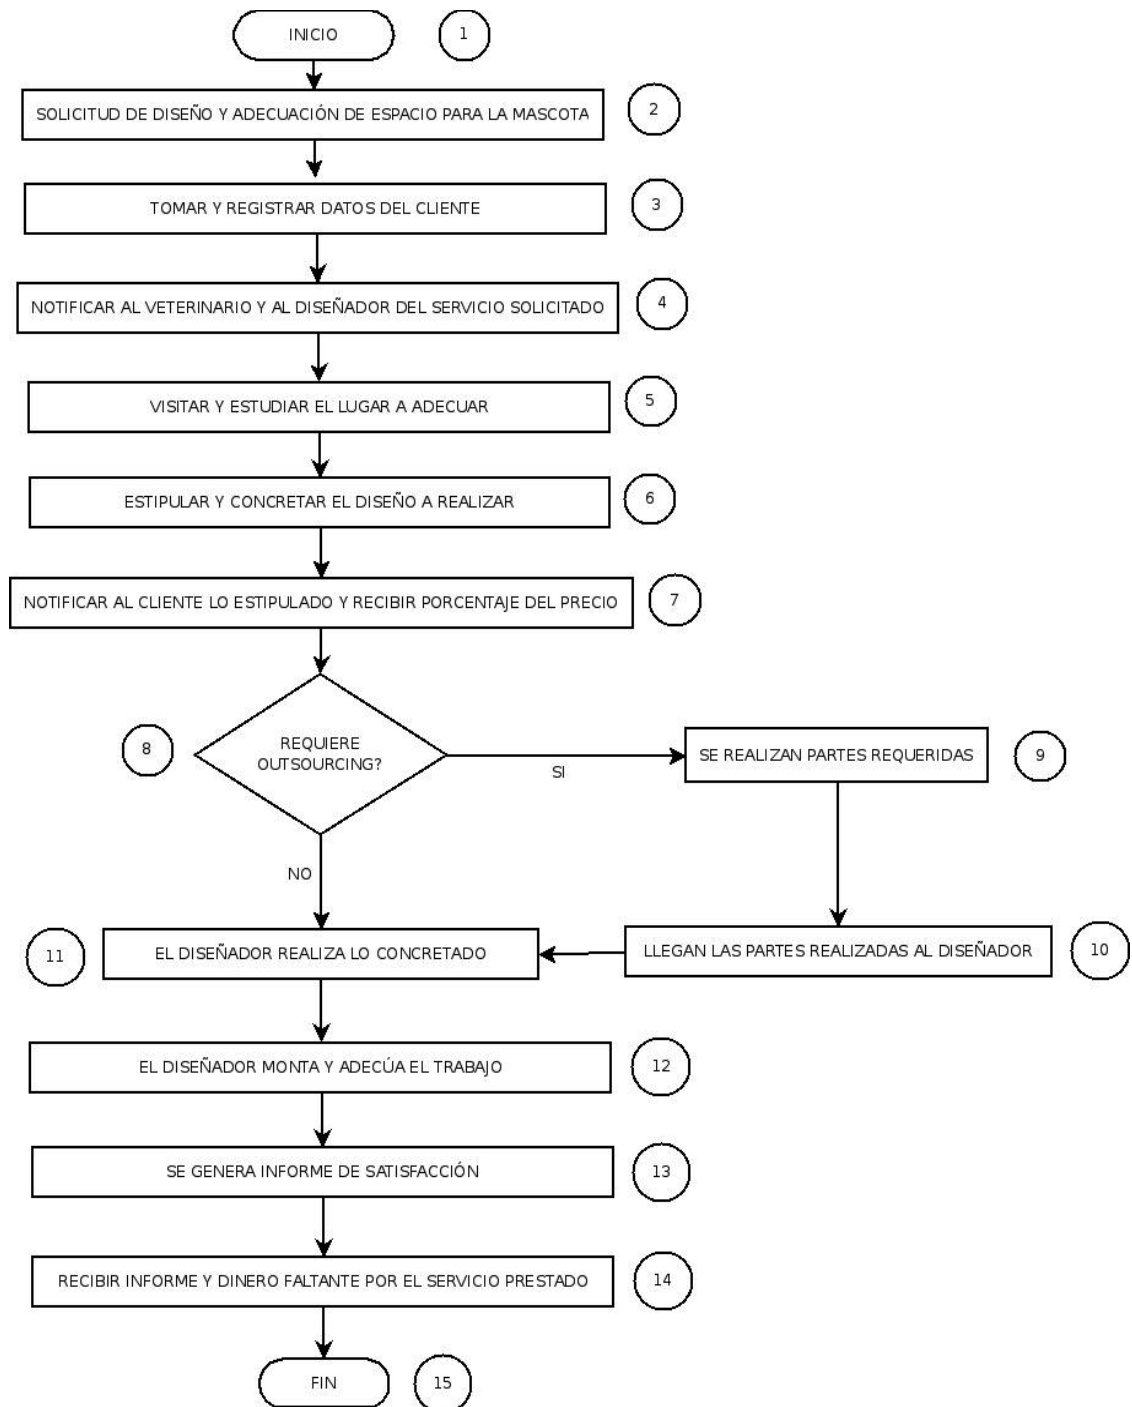 INICIO
1
SOLICITUD DE DISEÑO Y ADECUACIÓN DE ESPACIO PARA LA MASCOTA
2
TOMAR Y REGISTRAR DATOS DEL CLIENTE
3
NOTIFICAR AL VETERINARIO Y AL DISEÑADOR DEL SERVICIO SOLICITADO
4
VISITAR Y ESTUDIAR EL LUGAR A ADECUAR
5
ESTIPULAR Y CONCRETAR EL DISEÑO A REALIZAR
6
NOTIFICAR AL CLIENTE LO ESTIPULADO Y RECIBIR PORCENTAJE DEL PRECIO
7
8
REQUIERE
OUTSOURCING?
SI
SE REALIZAN PARTES REQUERIDAS
9
NO
11
EL DISEÑADOR REALIZA LO CONCRETADO
LLEGAN LAS PARTES REALIZADAS AL DISEÑADOR
10
EL DISEÑADOR MONTA Y ADECÚA EL TRABAJO
12
SE GENERA INFORME DE SATISFACCIÓN
13
RECIBIR INFORME Y DINERO FALTANTE POR EL SERVICIO PRESTADO
14
FIN
15